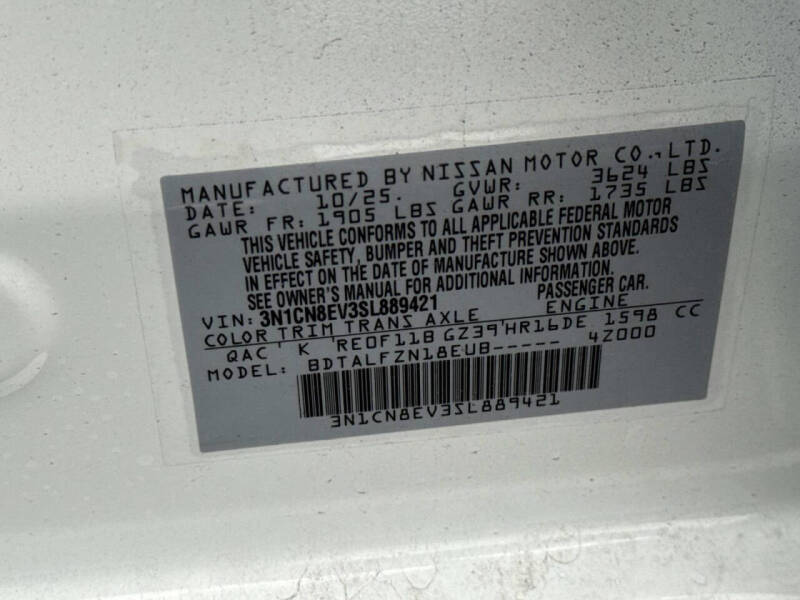 MANUFACTURED BY NISSAN MOTOR CO., LTD.
DATE: 10/25. GVWR: 3624 LBS
GAWR FR: 1905 LBS GAWR RR: 1735 LBS
THIS VEHICLE CONFORMS TO ALL APPLICABLE FEDERAL MOTOR
VEHICLE SAFETY, BUMPER AND THEFT PREVENTION STANDARDS
IN EFFECT ON THE DATE OF MANUFACTURE SHOWN ABOVE.
SEE OWNER'S MANUAL FOR ADDITIONAL INFORMATION.
VIN: 3N1CN8EV3SL889421 PASSENGER CAR.
COLOR TRIM TRANS AXLE ENGINE
QAC' K 'RE0F11B GZ39'HR16DE 1598 CC
MODEL: BDTALFZN18EUB----- 4Z000
3N1CN8EV3SL889421